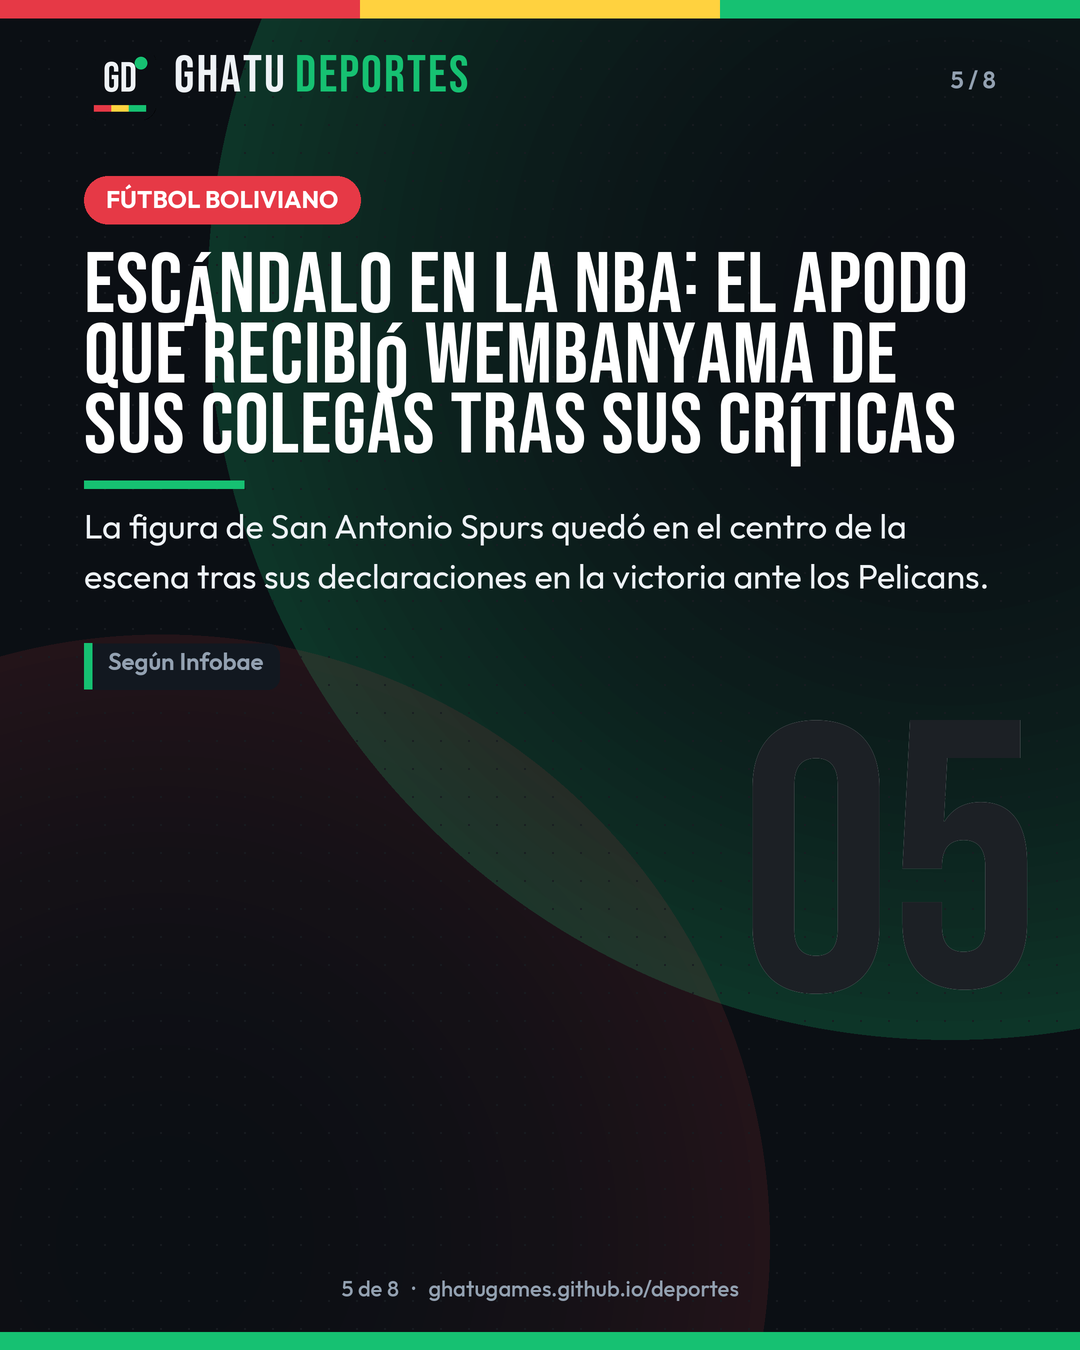 GD GHATU DEPORTES
5 / 8
FÚTBOL BOLIVIANO
ESCÁNDALO EN LA NBA: EL APODO
QUE RECIBIÓ WEMBANYAMA DE
SUS COLEGAS TRAS SUS CRÍTICAS
La figura de San Antonio Spurs quedó en el centro de la
escena tras sus declaraciones en la victoria ante los Pelicans.
Según Infobae
05
5 de 8 · ghatugames.github.io/deportes